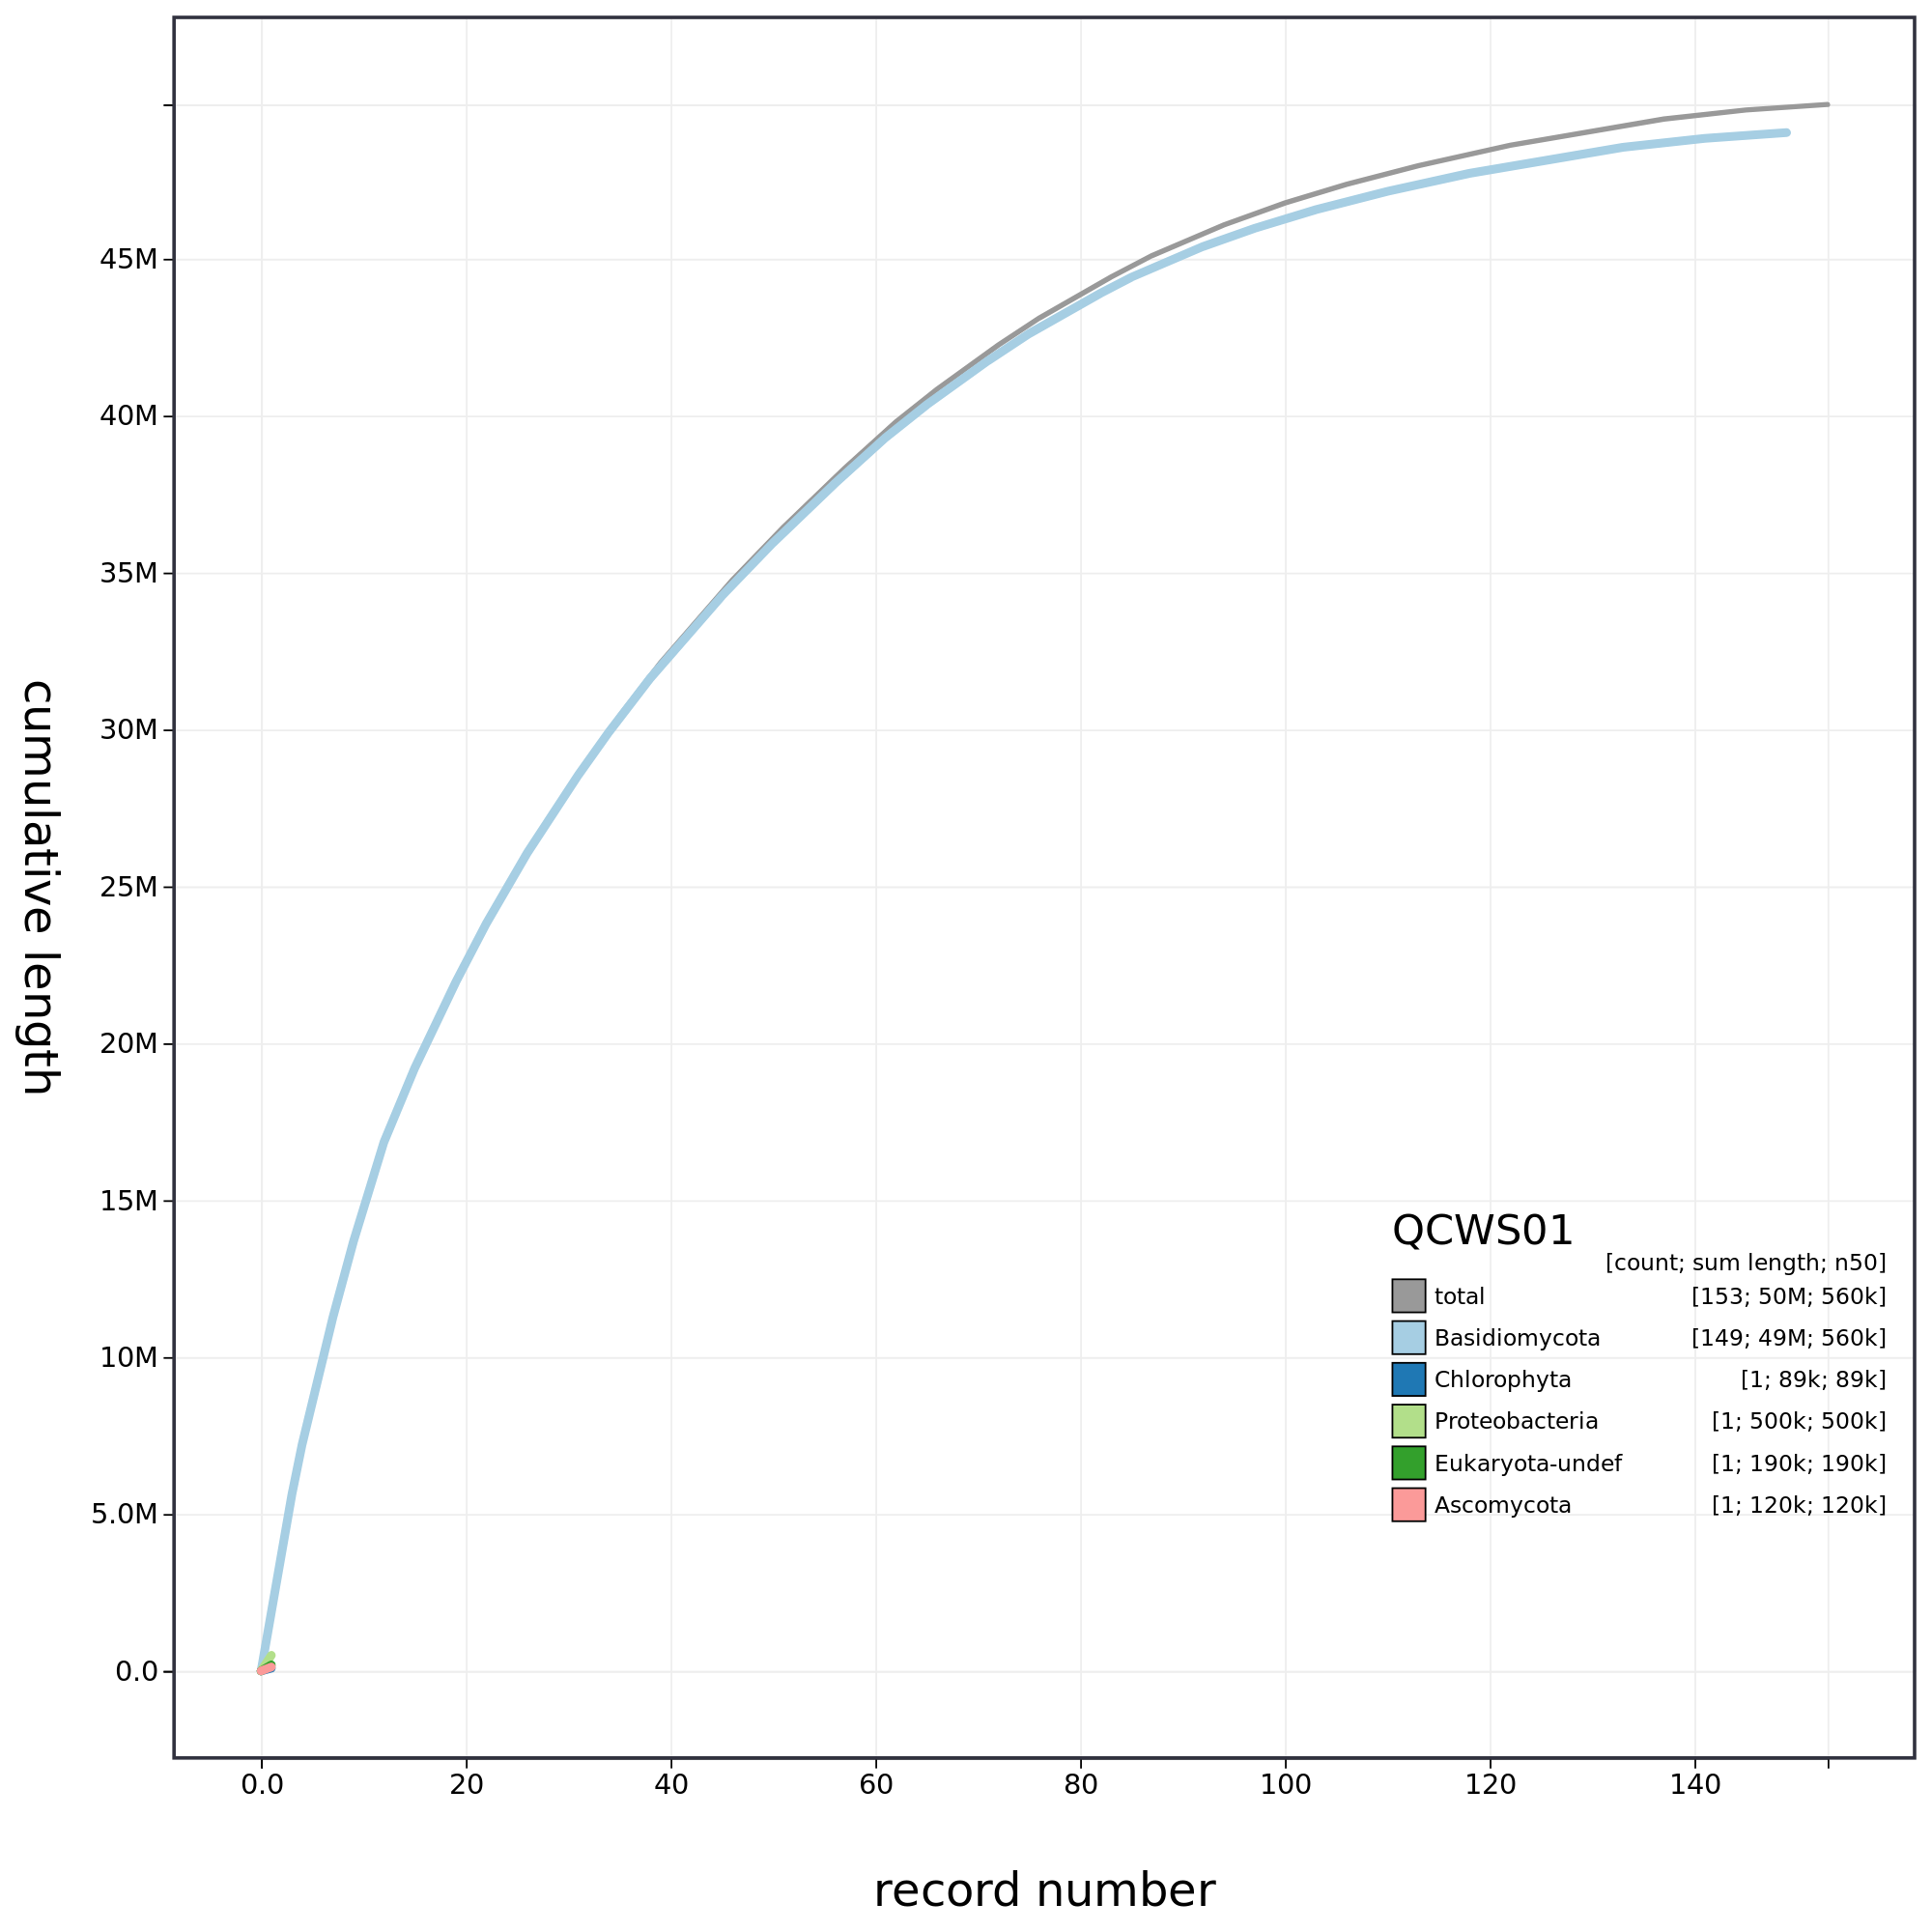 cumulative length
45M
40M
35M
30M
25M
20M
15M
10M
5.0M
0.0
QCWS01
[count; sum length; n50]
total [153; 50M; 560k]
Basidiomycota [149; 49M; 560k]
Chlorophyta [1; 89k; 89k]
Proteobacteria [1; 500k; 500k]
Eukaryota-undef [1; 190k; 190k]
Ascomycota [1; 120k; 120k]
0.0 20 40 60 80 100 120 140
record number